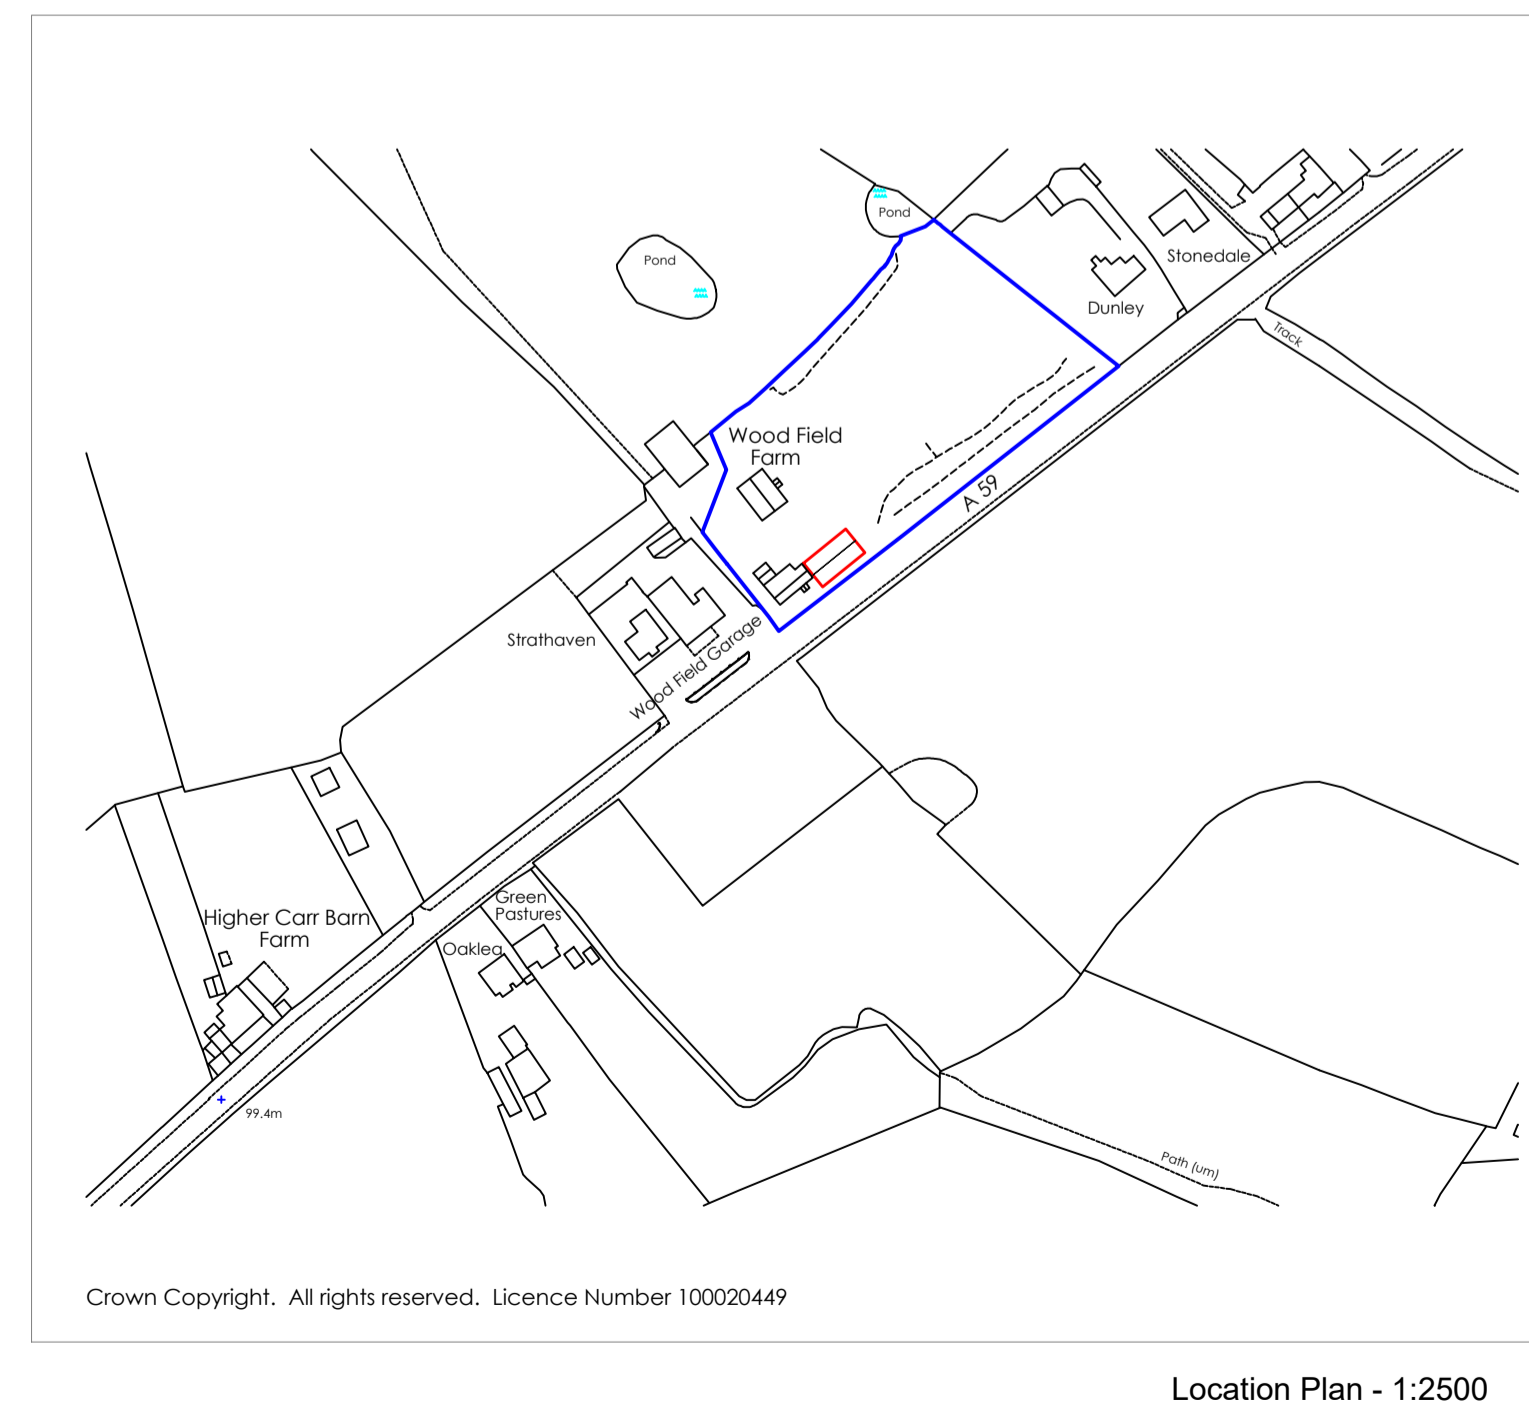 Pond
Pond
Stonedale
Dunley
Track
Wood Field
Farm
A 59
Strathaven
Wood Field Garage
Green
Pastures
Higher Carr Barn
Farm
Oaklea
99.4m
Path (um)
Crown Copyright. All rights reserved. Licence Number 100020449
Location Plan - 1:2500